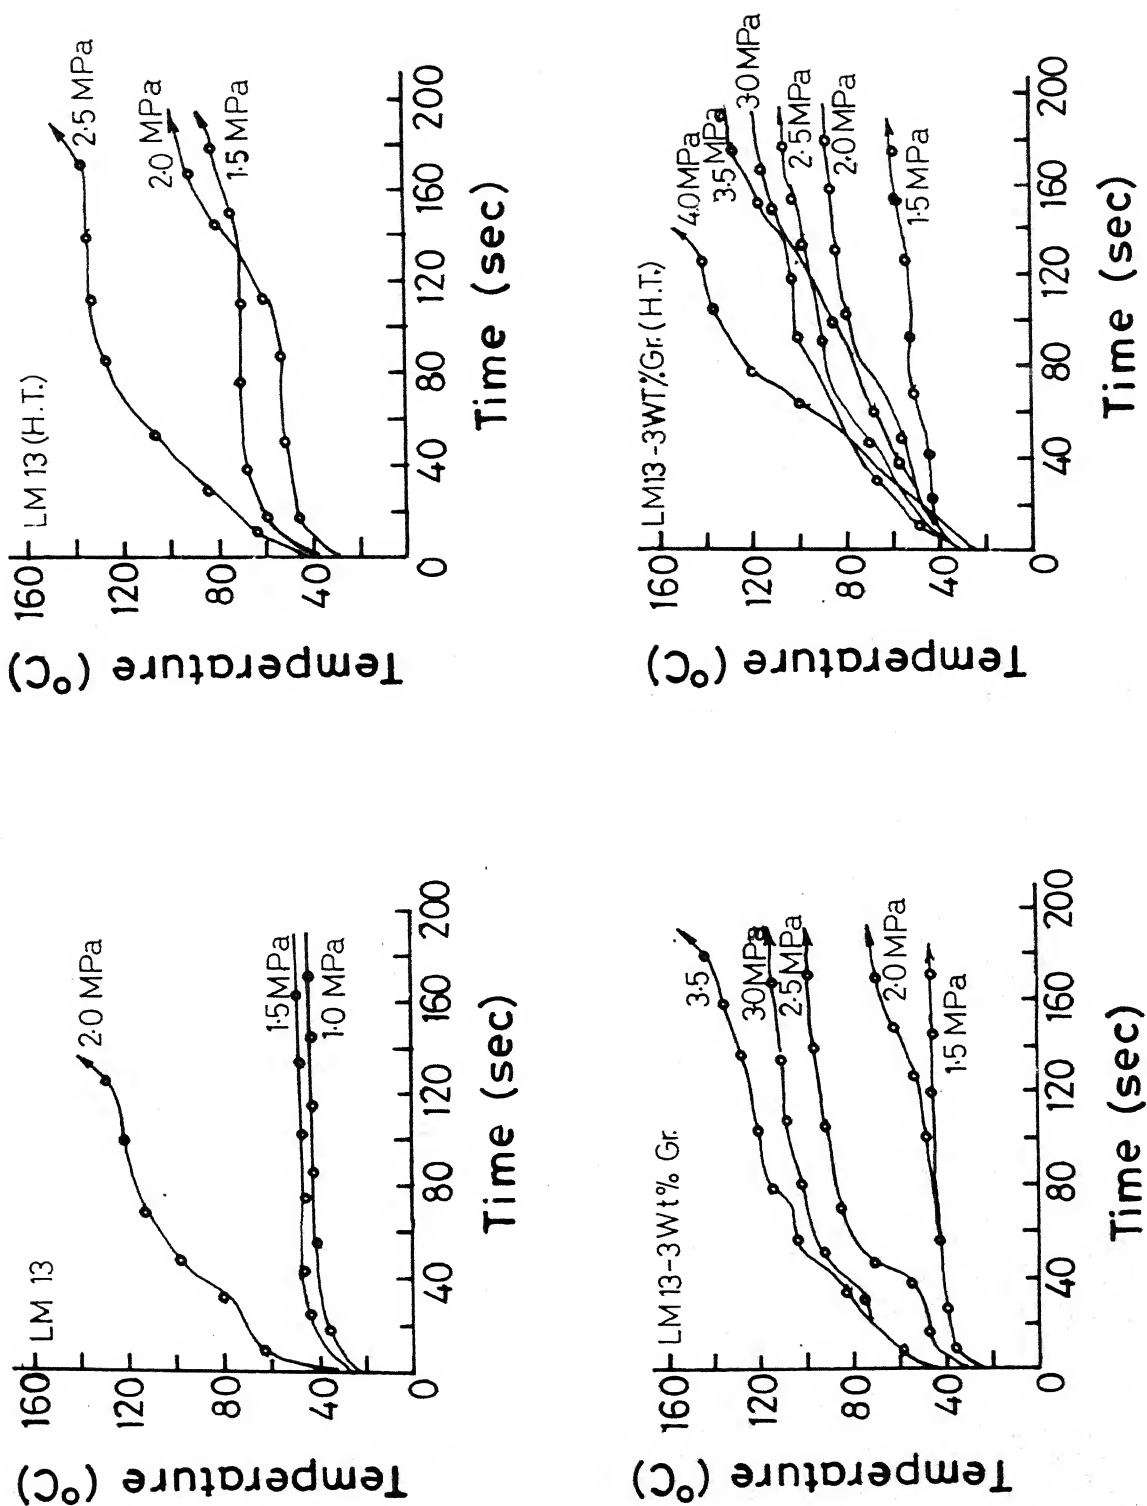 LM 13
Temperature (°C)
160
120
80
40
0
2.0 MPa
1.5 MPa
1.0 MPa
40
80
120
160
200
Time (sec)
LM 13 (H.T.)
Temperature (°C)
160
120
80
40
0
2.5 MPa
2.0 MPa
1.5 MPa
40
80
120
160
200
Time (sec)
LM 13-3Wt% Gr.
Temperature (°C)
160
120
80
40
0
3.5
3.0 MPa
2.5 MPa
2.0 MPa
1.5 MPa
40
80
120
160
200
Time (sec)
LM13-3WT% Gr. (H.T.)
Temperature (°C)
160
120
80
40
0
4.0 MPa
3.5 MPa
3.0 MPa
2.5 MPa
2.0 MPa
1.5 MPa
40
80
120
160
200
Time (sec)